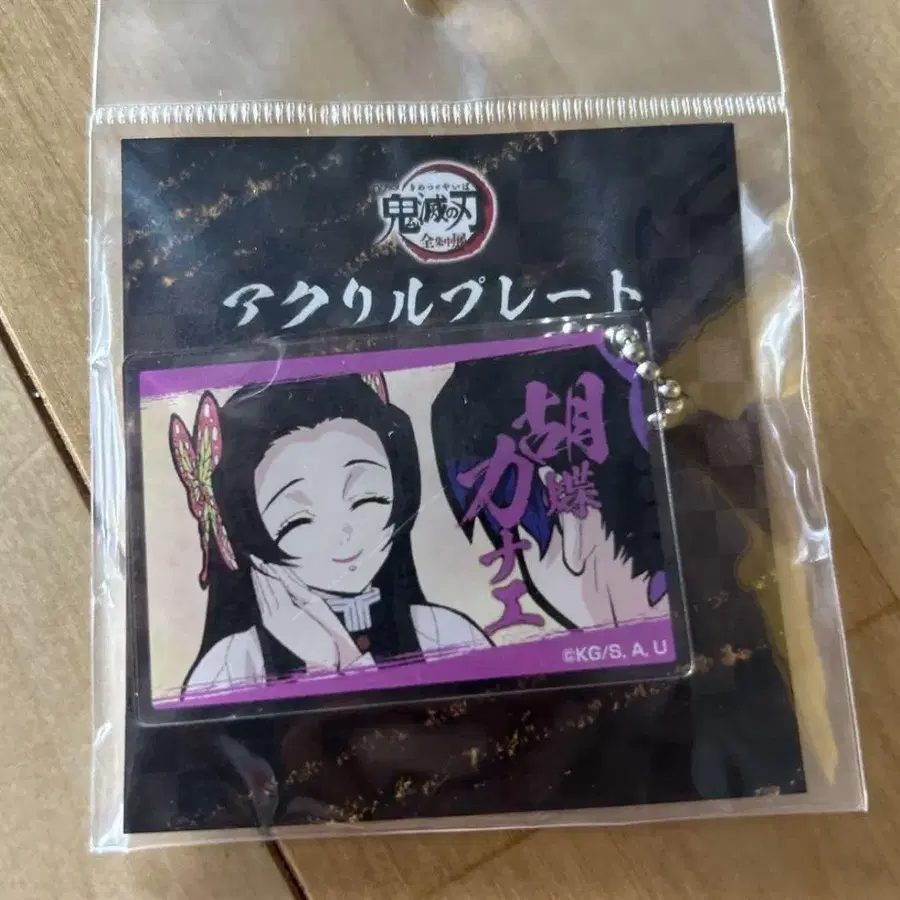 きめつのやいば
鬼滅の刃
全集中展
アクリルプレート
胡蝶
カナエ
©KG/S, A, U